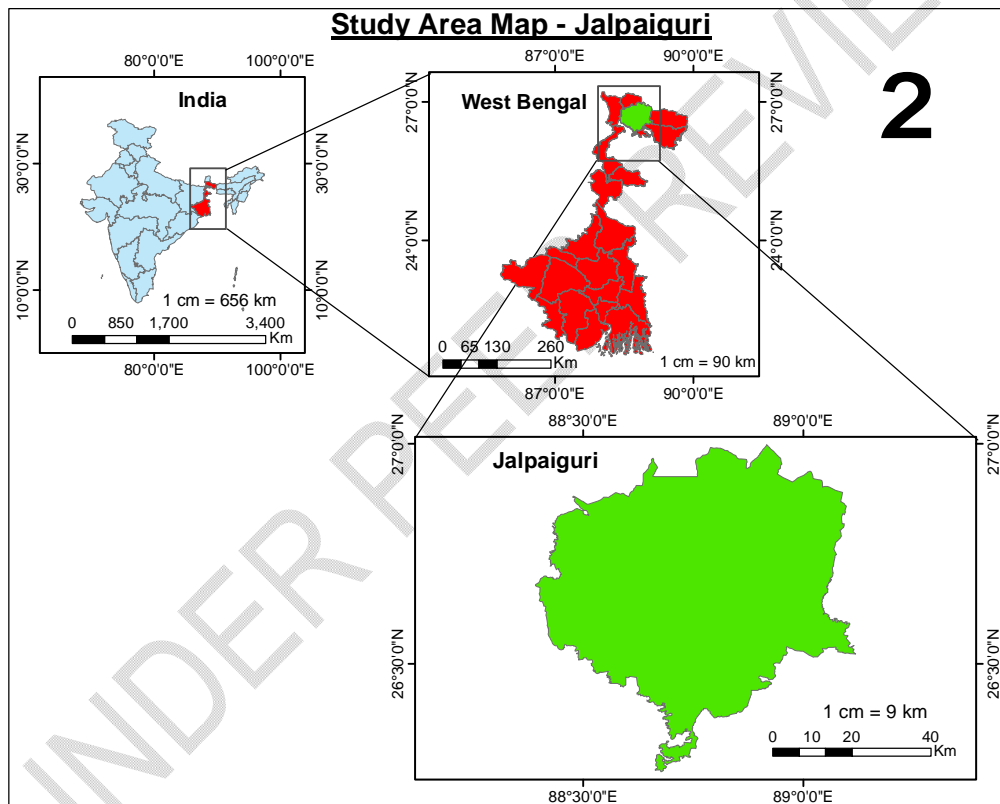 Study Area Map - Jalpaiguri
2
80°0'0"E 100°0'0"E
India
30°0'0"N 30°0'0"N
10°0'0"N 10°0'0"N
1 cm = 656 km
0 850 1,700 3,400
Km
80°0'0"E 100°0'0"E
87°0'0"E 90°0'0"E
West Bengal
27°0'0"N 27°0'0"N
24°0'0"N 24°0'0"N
0 65 130 260
Km
1 cm = 90 km
87°0'0"E 90°0'0"E
88°30'0"E 89°0'0"E
Jalpaiguri
27°0'0"N 27°0'0"N
26°30'0"N 26°30'0"N
1 cm = 9 km
0 10 20 40
Km
88°30'0"E 89°0'0"E
UNDER PEER REVIEW